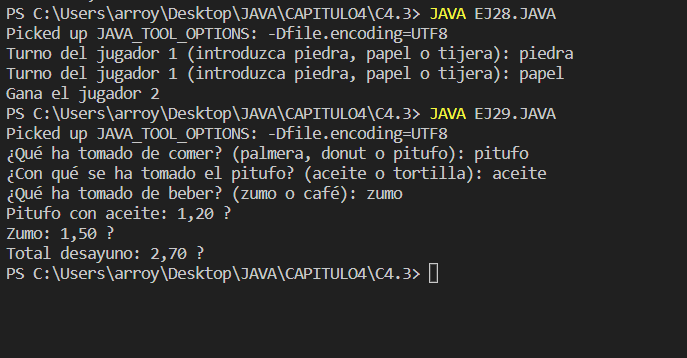 PS C:\Users\arroy\Desktop\JAVA\CAPITULO4\C4.3> JAVA EJ28.JAVA
Picked up JAVA_TOOL_OPTIONS: -Dfile.encoding=UTF8
Turno del jugador 1 (introduzca piedra, papel o tijera): piedra
Turno del jugador 1 (introduzca piedra, papel o tijera): papel
Gana el jugador 2
PS C:\Users\arroy\Desktop\JAVA\CAPITULO4\C4.3> JAVA EJ29.JAVA
Picked up JAVA_TOOL_OPTIONS: -Dfile.encoding=UTF8
¿Qué ha tomado de comer? (palmera, donut o pitufo): pitufo
¿Con qué se ha tomado el pitufo? (aceite o tortilla): aceite
¿Qué ha tomado de beber? (zumo o café): zumo
Pitufo con aceite: 1,20 ?
Zumo: 1,50 ?
Total desayuno: 2,70 ?
PS C:\Users\arroy\Desktop\JAVA\CAPITULO4\C4.3>